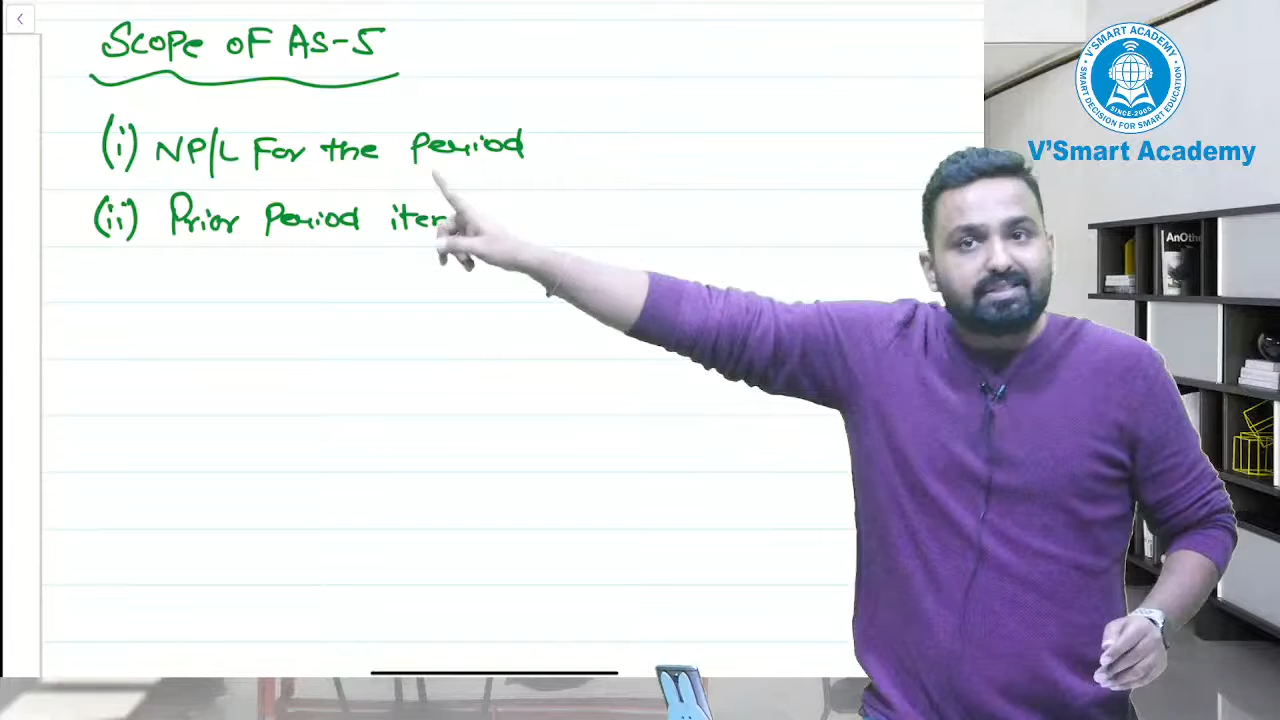 Scope of AS-5
(i) NP/L For the Period
(ii) Prior Period
V'SMART ACADEMY
SMART DECISION FOR SMART EDUCATION
SINCE-2005
V'Smart Academy
AnOthe